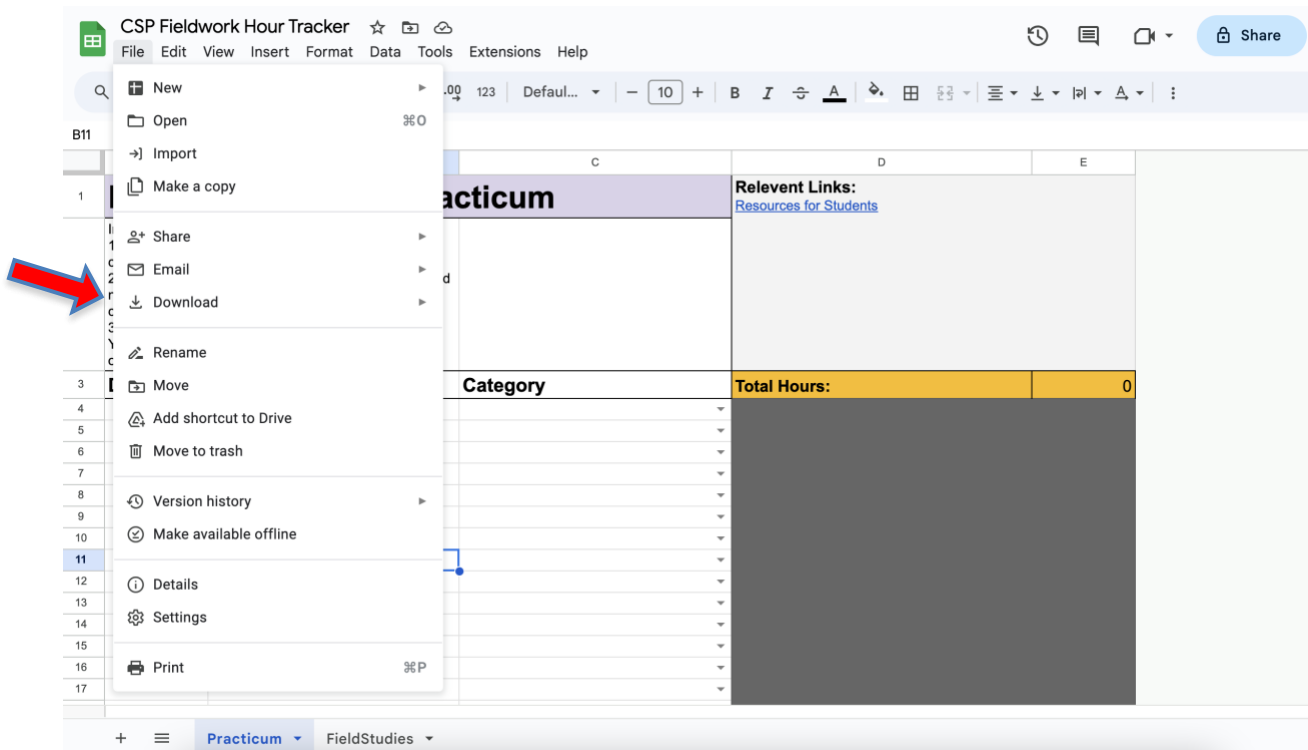 CSP Fieldwork Hour Tracker
File Edit View Insert Format Data Tools Extensions Help
Share
.00 123 Defaul... 10 B I A A
B11
New
Open ⌘O
Import
Make a copy
Share
Email
Download
Rename
Move
Add shortcut to Drive
Move to trash
Version history
Make available offline
Details
Settings
Print ⌘P
C D E
1
acticum
Relevent Links:
Resources for Students
3
Category
Total Hours: 0
4
5
6
7
8
9
10
11
12
13
14
15
16
17
Practicum FieldStudies